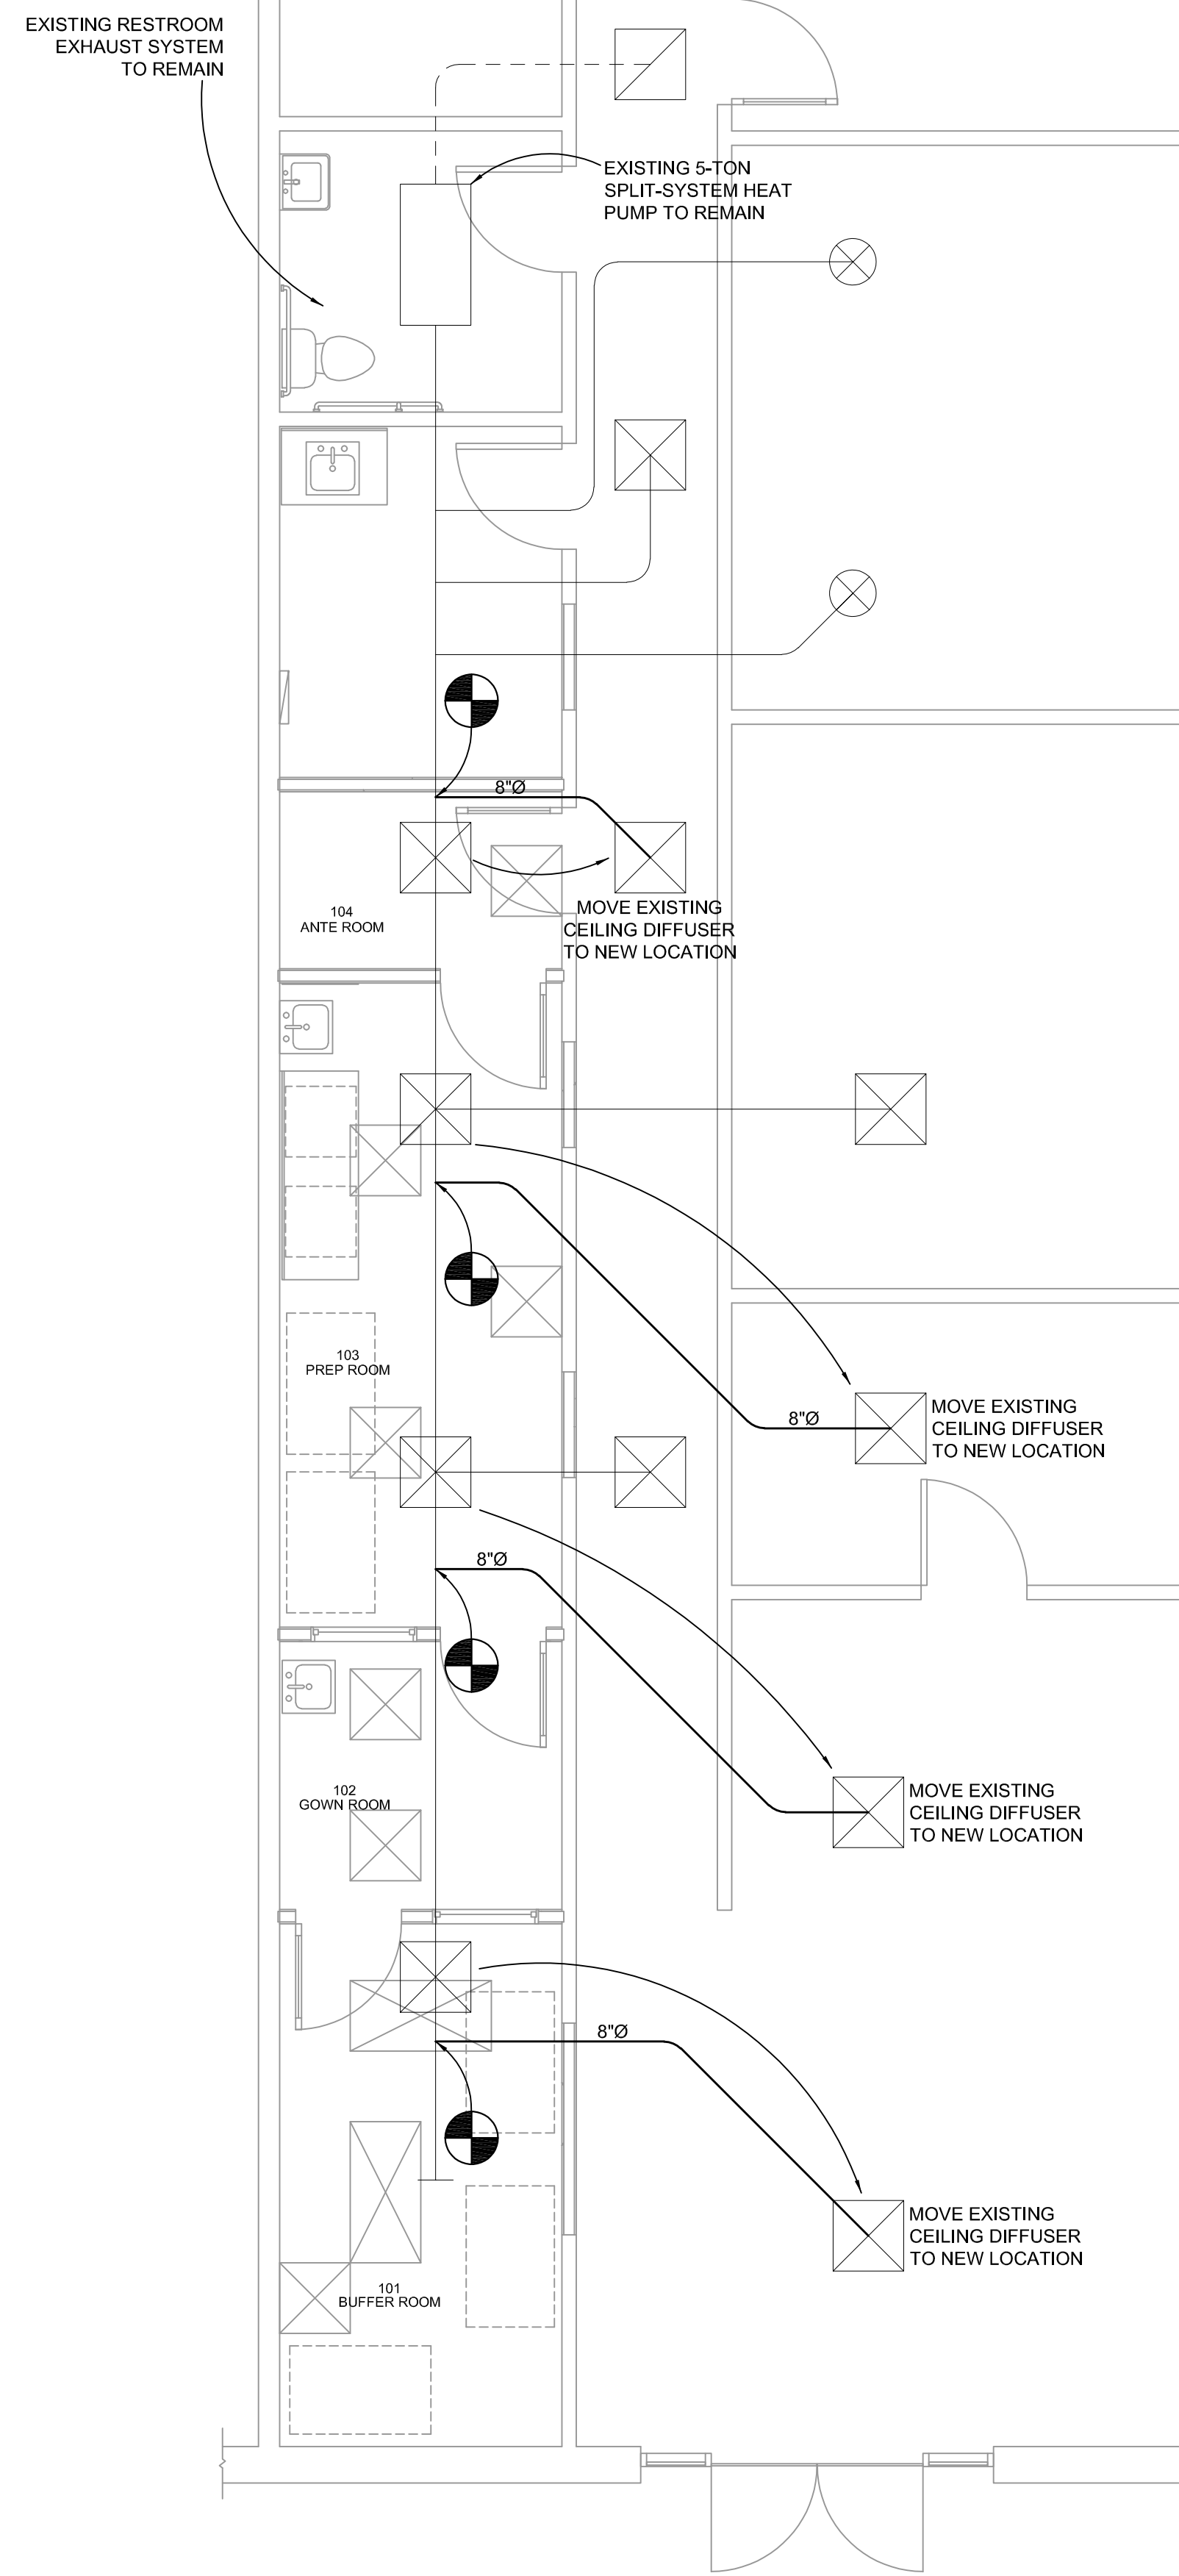 EXISTING RESTROOM
EXHAUST SYSTEM
TO REMAIN
EXISTING 5-TON
SPLIT-SYSTEM HEAT
PUMP TO REMAIN
8"Ø
MOVE EXISTING
CEILING DIFFUSER
TO NEW LOCATION
104
ANTE ROOM
103
PREP ROOM
8"Ø
MOVE EXISTING
CEILING DIFFUSER
TO NEW LOCATION
8"Ø
102
GOWN ROOM
MOVE EXISTING
CEILING DIFFUSER
TO NEW LOCATION
8"Ø
MOVE EXISTING
CEILING DIFFUSER
TO NEW LOCATION
101
BUFFER ROOM